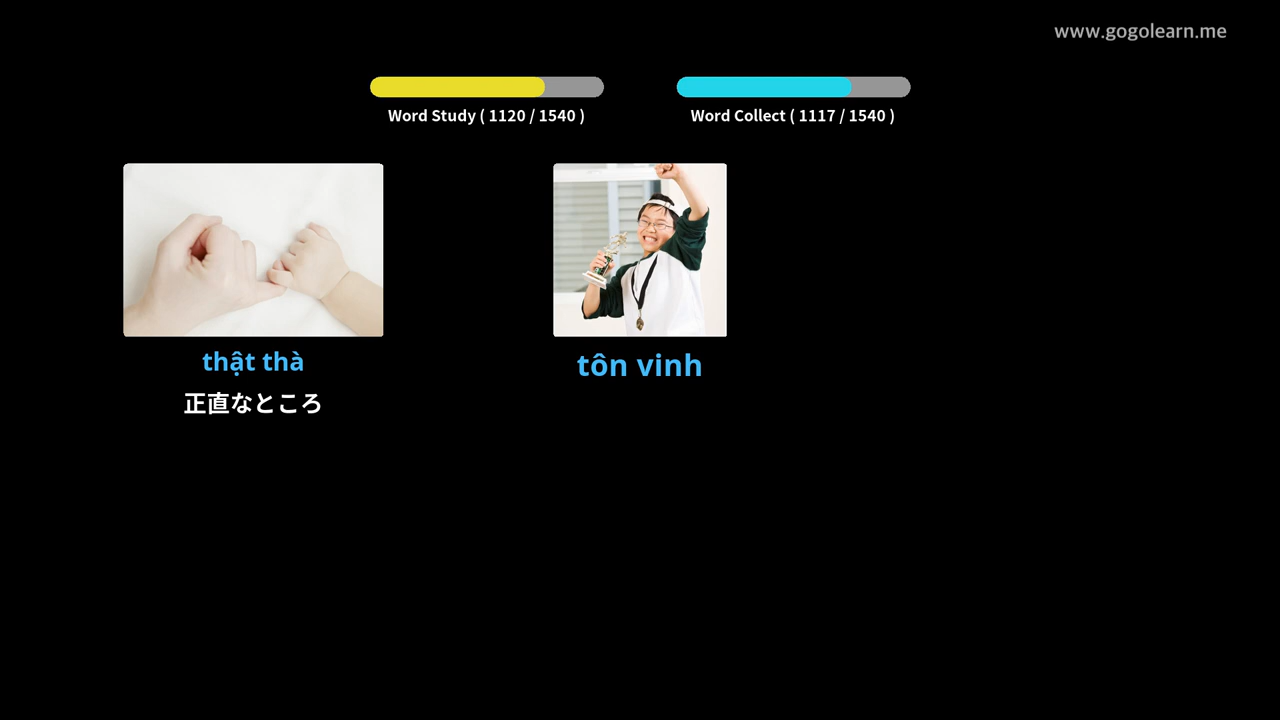 www.gogolearn.me
Word Study ( 1120 / 1540 )
Word Collect ( 1117 / 1540 )
thật thà
正直なところ
tôn vinh